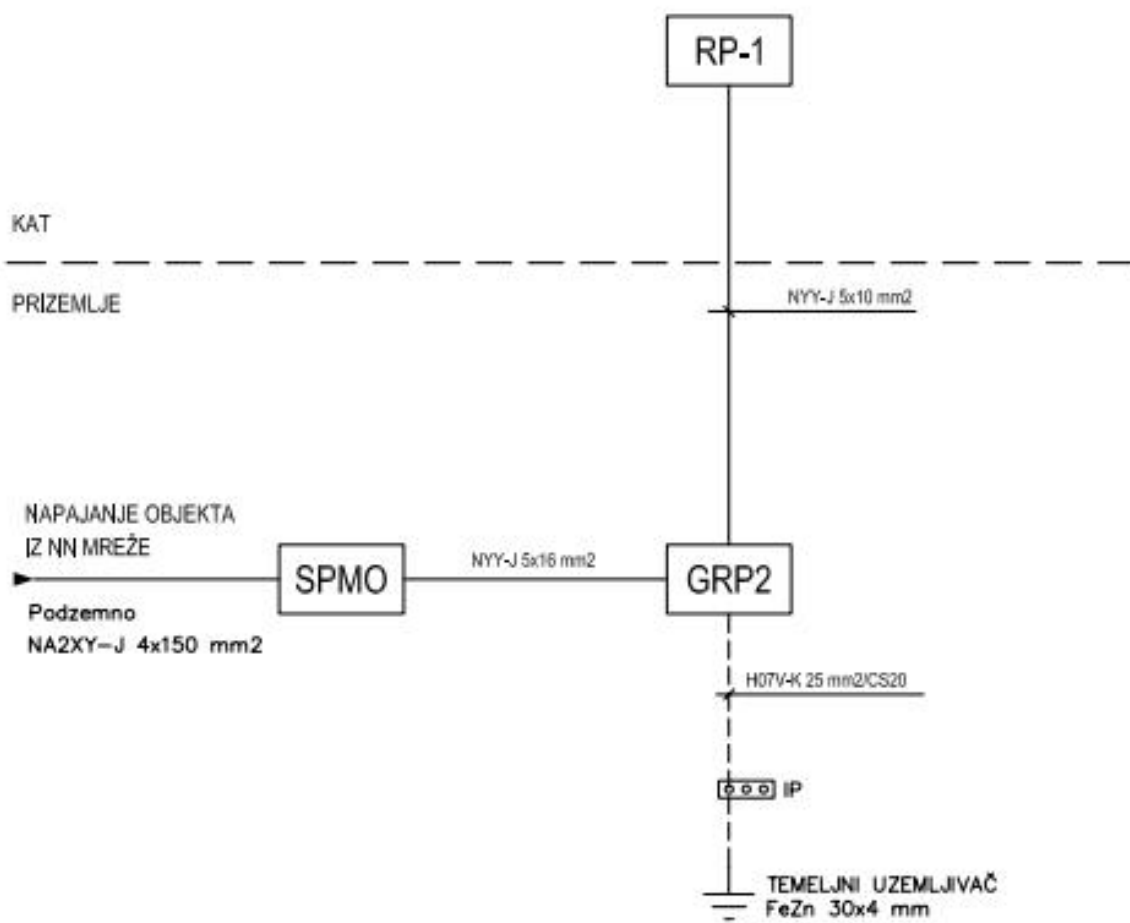 RP-1
KAT
PRIZEMLJE
NYY-J 5x10 mm2
NAPAJANJE OBJEKTA
IZ NN MREŽE
SPMO
NYY-J 5x16 mm2
GRP2
Podzemno
NA2XY-J 4x150 mm2
H07V-K 25 mm2/CS20
IP
TEMELJNI UZEMLJIVAČ
FeZn 30x4 mm